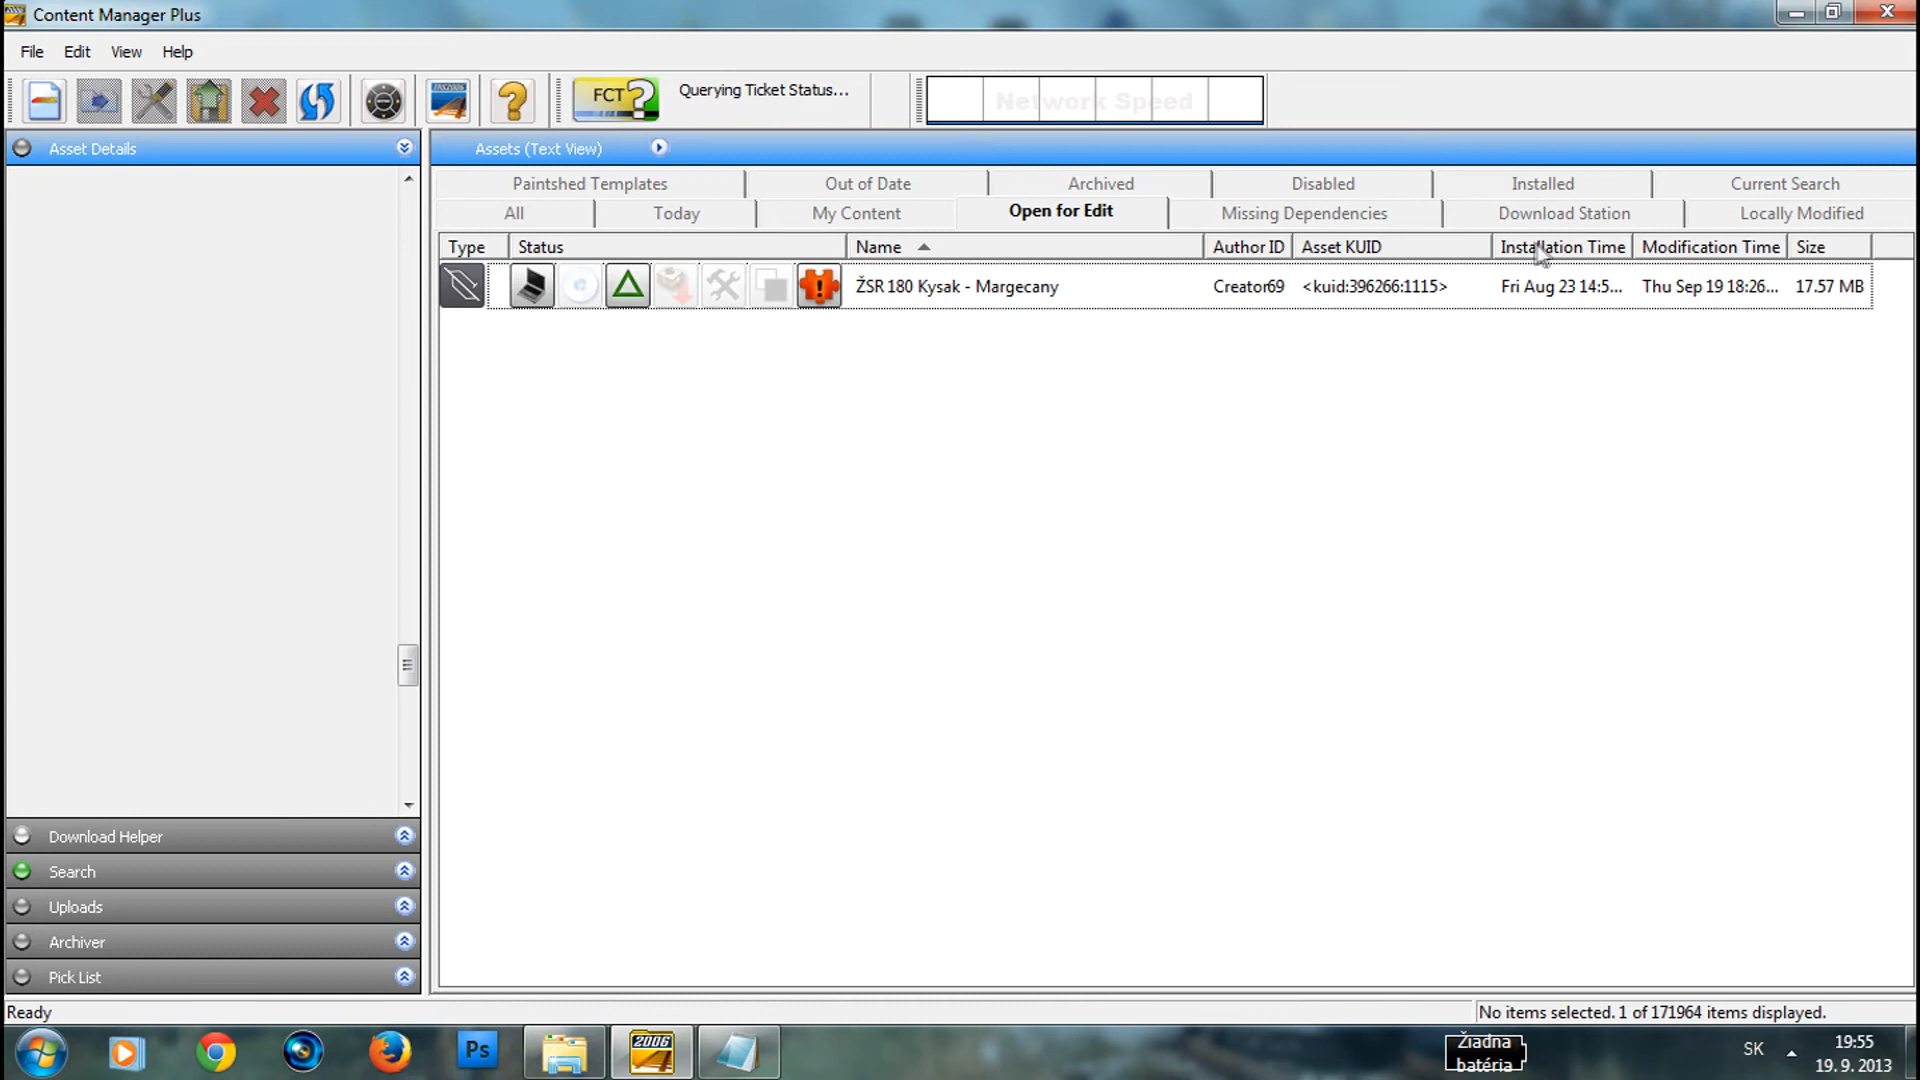 Content Manager Plus
File Edit View Help
FCT? Querying Ticket Status... Network Speed
Asset Details
Assets (Text View)
Paintshed Templates Out of Date Archived Disabled Installed Current Search
All Today My Content Open for Edit Missing Dependencies Download Station Locally Modified
Type Status Name Author ID Asset KUID Installation Time Modification Time Size
ŽSR 180 Kysak - Margecany Creator69 <kuid:396266:1115> Fri Aug 23 14:5... Thu Sep 19 18:26... 17.57 MB
Download Helper
Search
Uploads
Archiver
Pick List
Ready
No items selected. 1 of 171964 items displayed.
Ps
2006
Žiadna
batéria
SK
19:55
19. 9. 2013